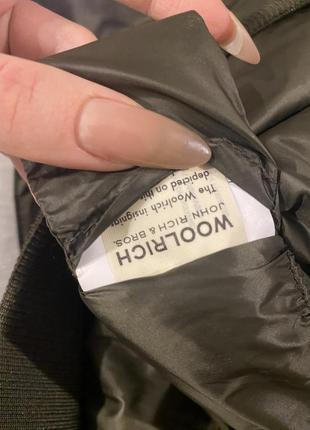 WOOLRICH
JOHN RICH & BROS.
The Woolrich insignia
depicted on this